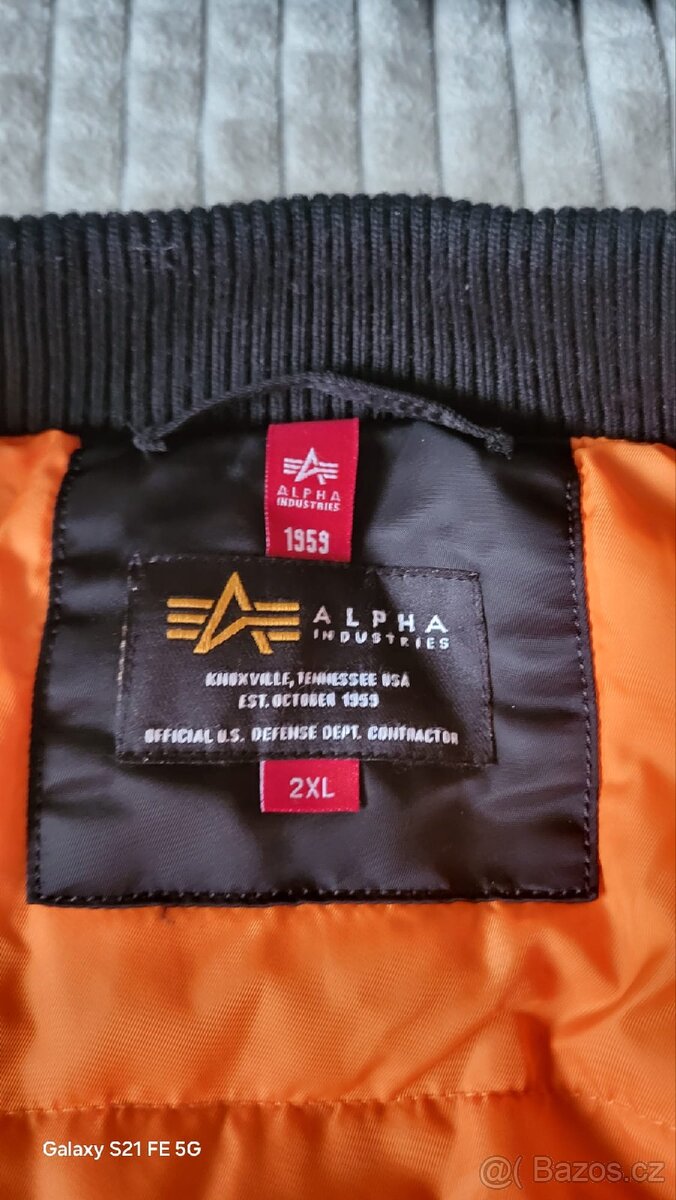 ALPHA
INDUSTRIES
1959
ALPHA
INDUSTRIES
KNOXVILLE, TENNESSEE USA
EST. OCTOBER 1959
OFFICIAL U.S. DEFENSE DEPT. CONTRACTOR
2XL
Galaxy S21 FE 5G
@( Bazos.cz